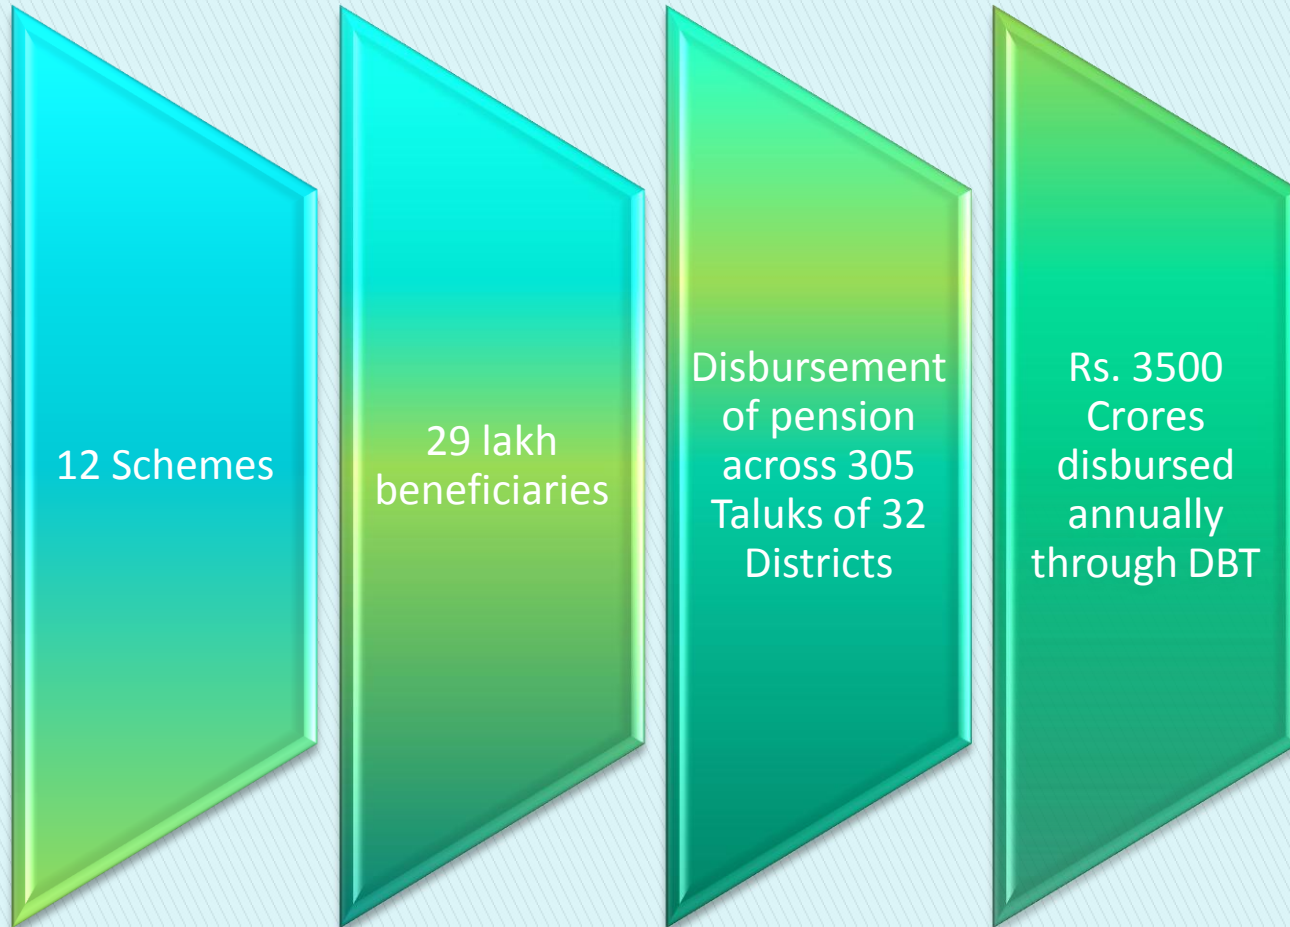 12 Schemes
29 lakh
beneficiaries
Disbursement
of pension
across 305
Taluks of 32
Districts
Rs. 3500
Crores
disbursed
annually
through DBT